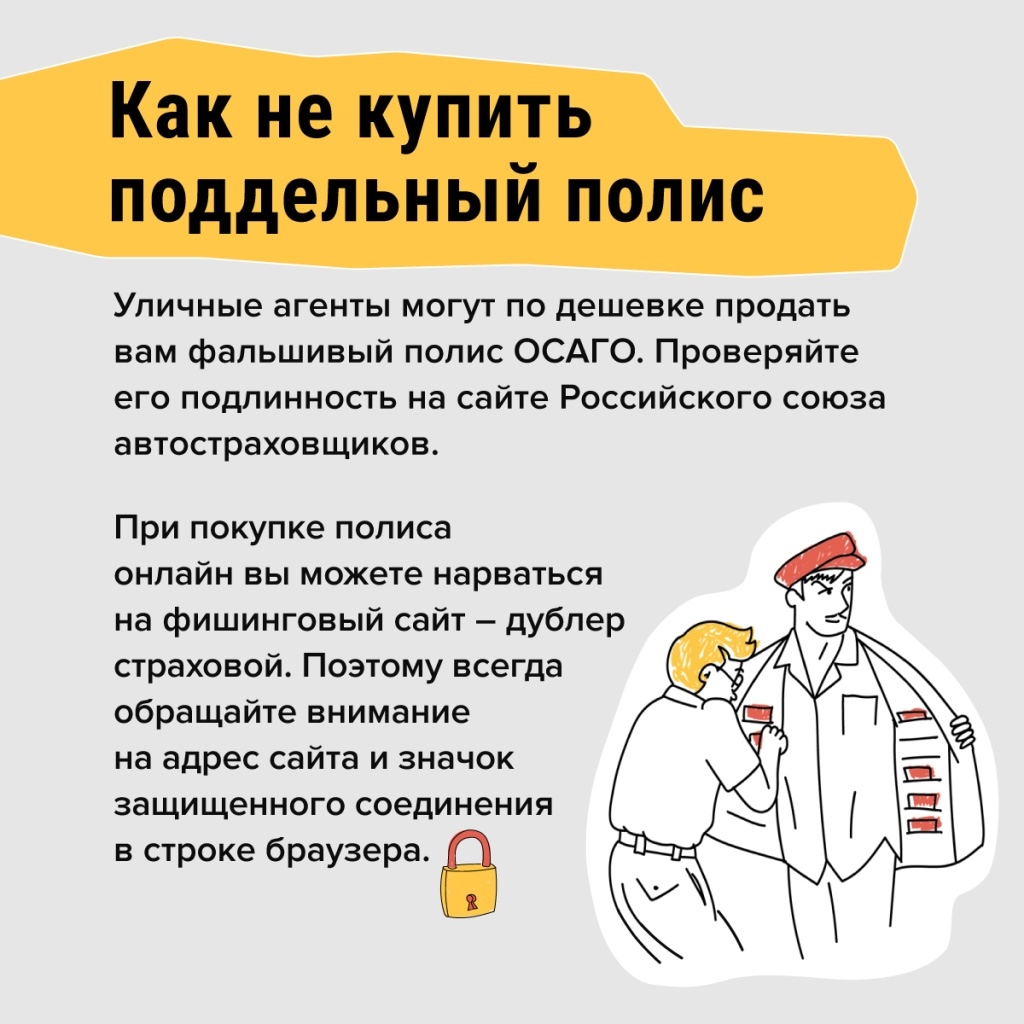 Как не купить
поддельный полис
Уличные агенты могут по дешевке продать
вам фальшивый полис ОСАГО. Проверяйте
его подлинность на сайте Российского союза
автостраховщиков.
При покупке полиса
онлайн вы можете нарваться
на фишинговый сайт – дублер
страховой. Поэтому всегда
обращайте внимание
на адрес сайта и значок
защищенного соединения
в строке браузера.